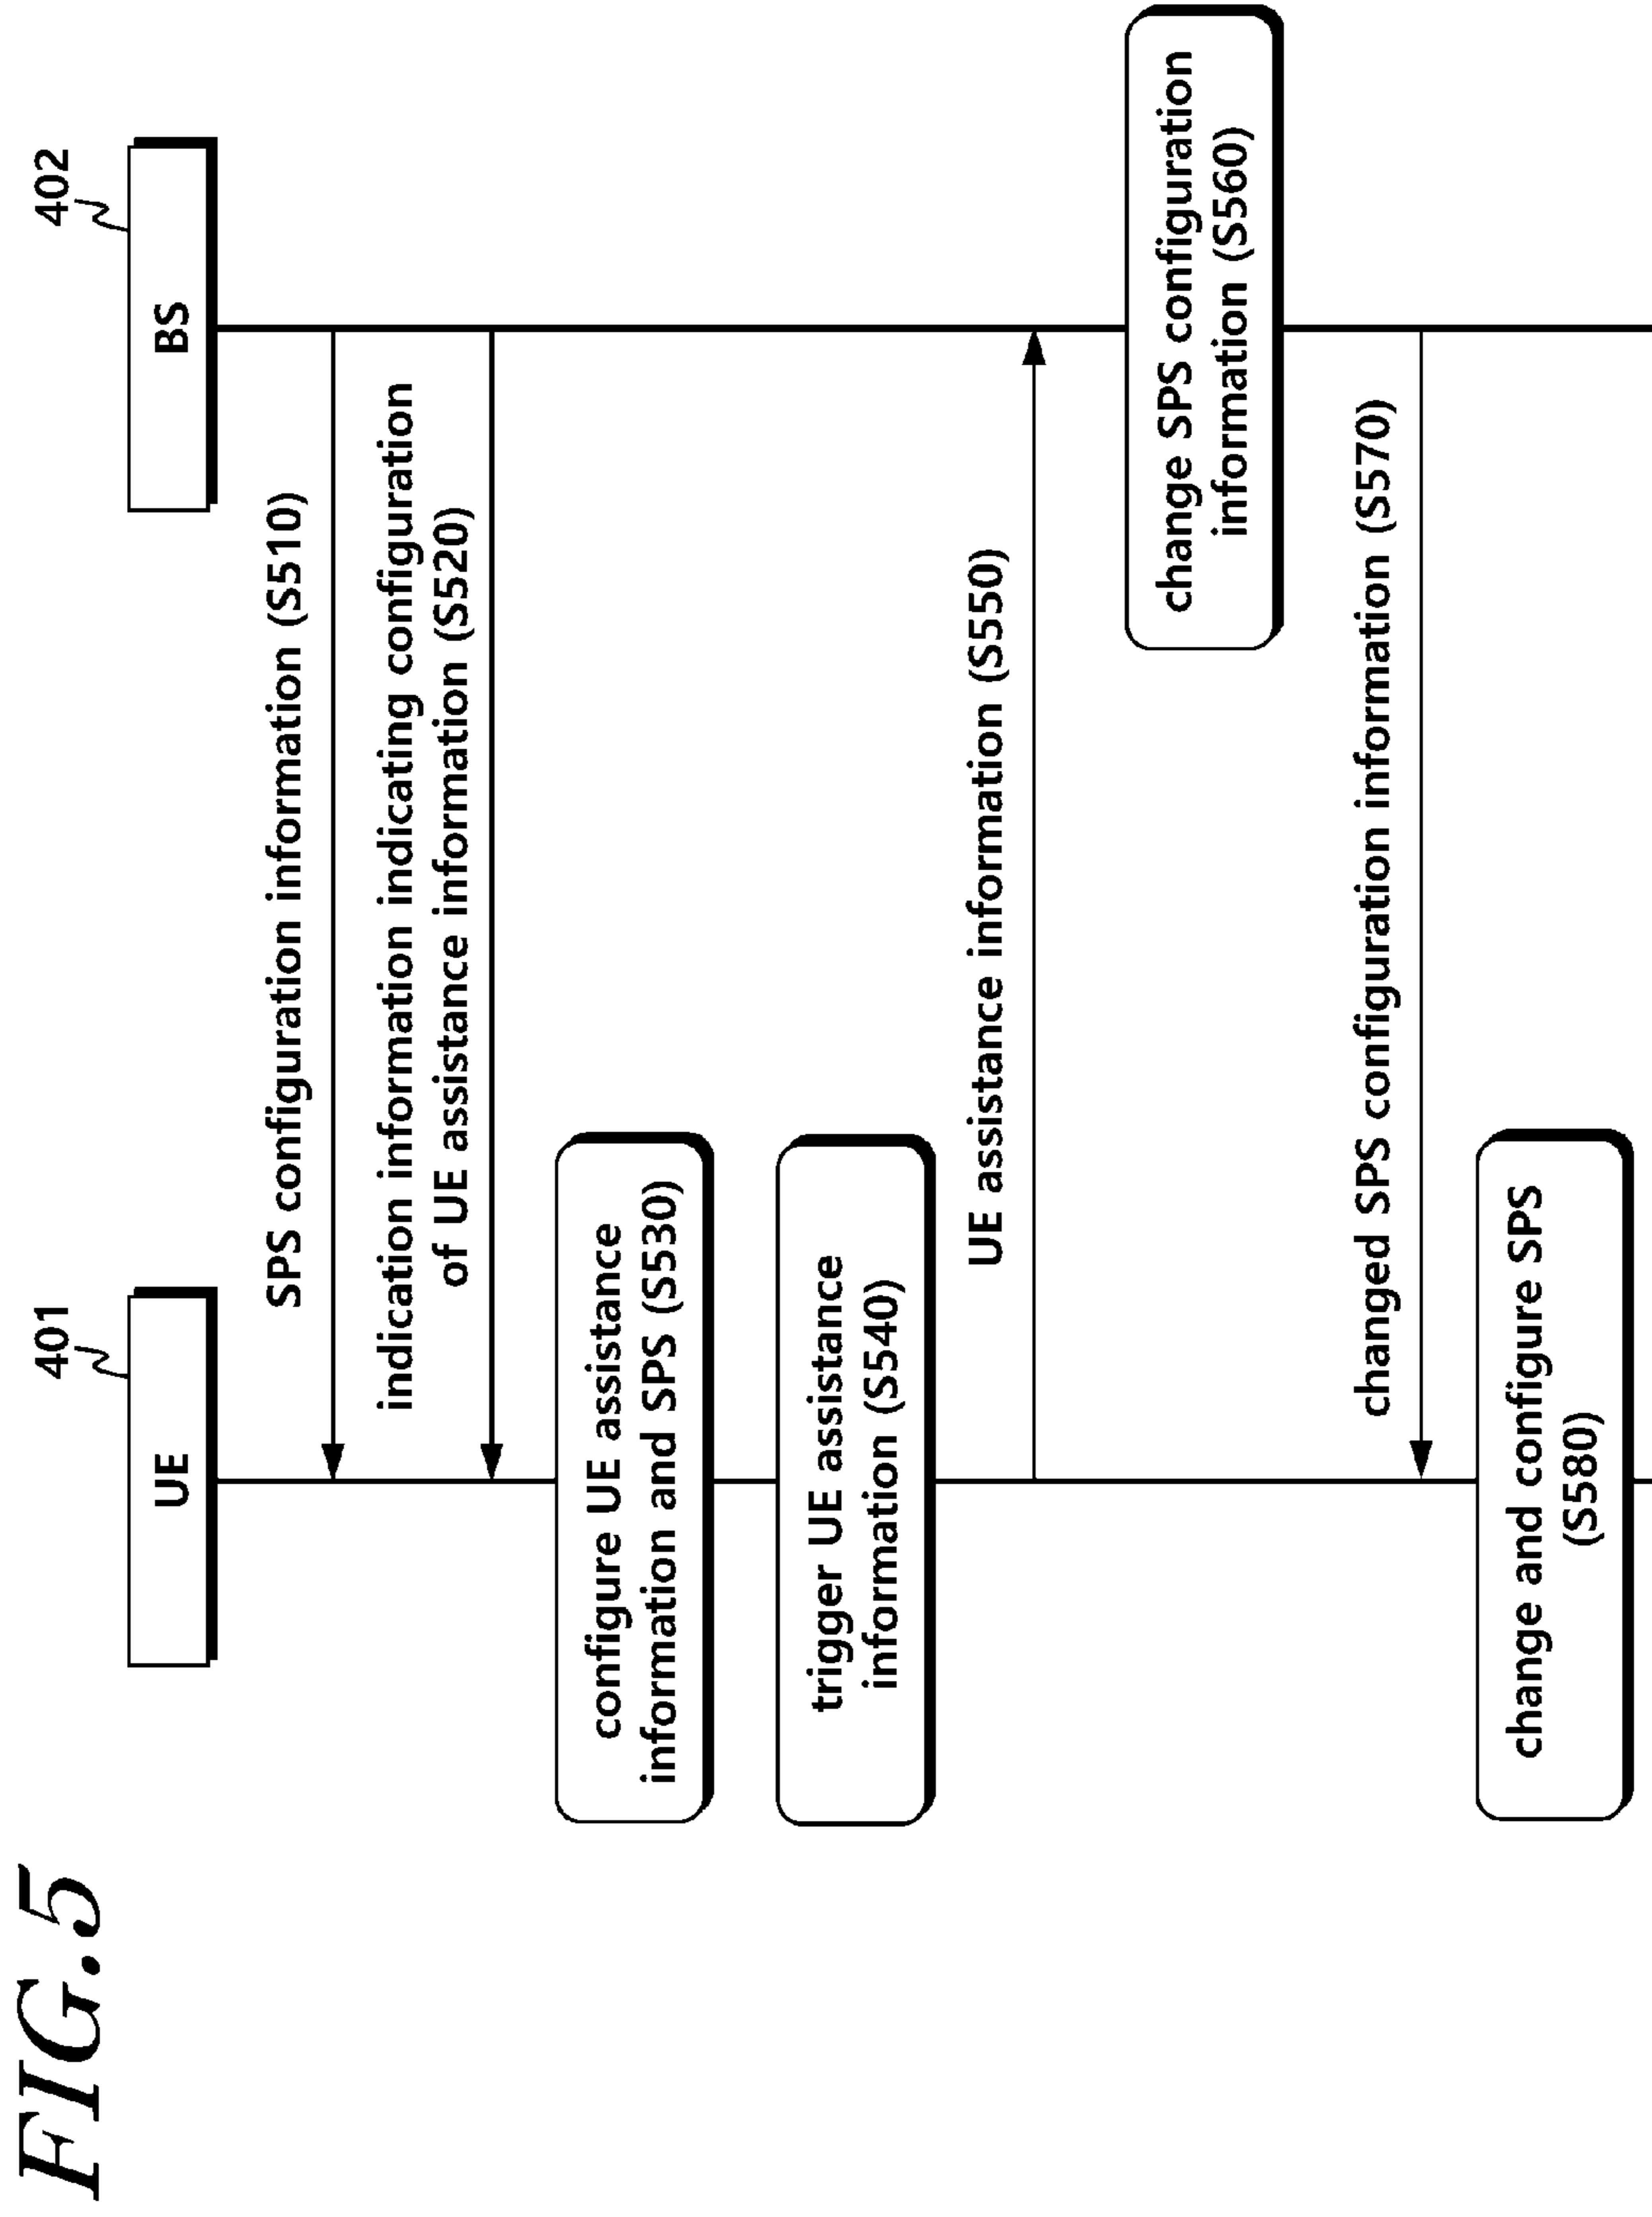 FIG.5
401
402
UE
BS
SPS configuration information (S510)
indication information indicating configuration
of UE assistance information (S520)
configure UE assistance
information and SPS (S530)
trigger UE assistance
information (S540)
UE assistance information (S550)
change SPS configuration
information (S560)
changed SPS configuration information (S570)
change and configure SPS
(S580)